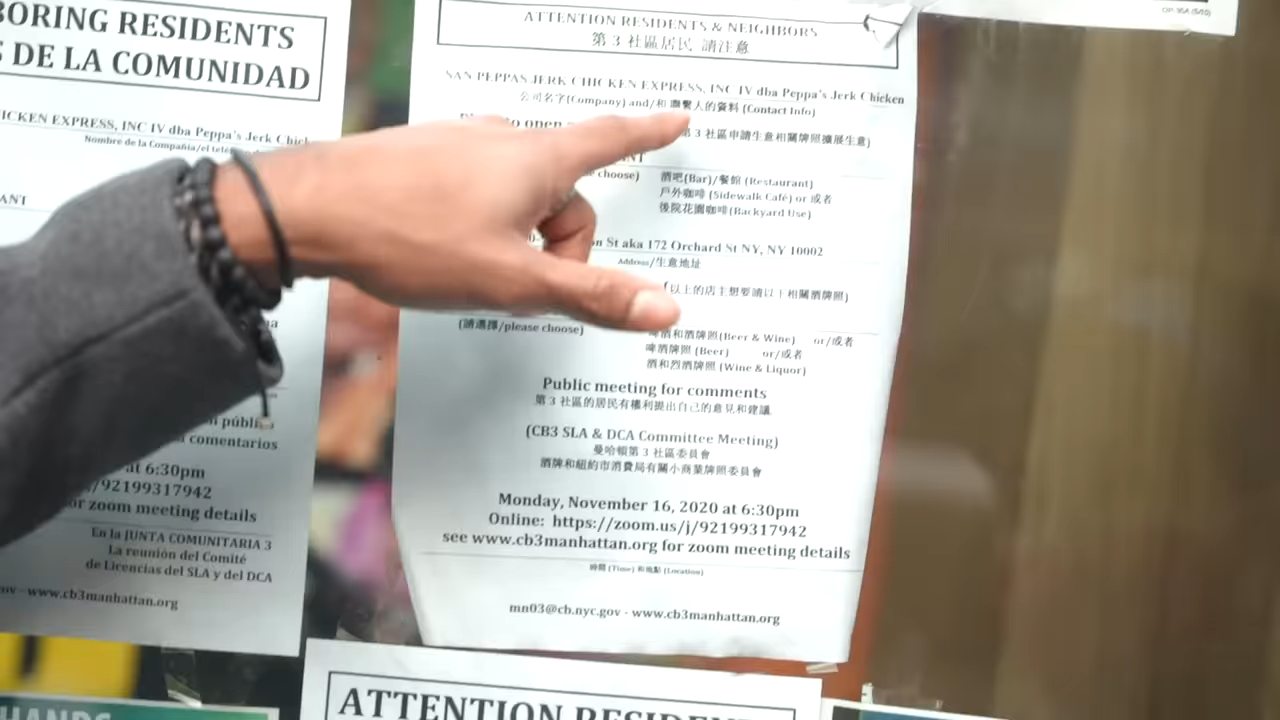 BORING RESIDENTS
S DE LA COMUNIDAD
ICKEN EXPRESS, INC IV dba Peppa's Jerk Chick
Nombre de la Compañia/el
ANT
n públi
comentarios
at 6:30pm
/92199317942
or zoom meeting details
En la JUNTA COMUNITARIA 3
La reunión del Comité
de Licencias del SLA y del DCA
gov - www.cb3manhattan.org
ATTENTION RESIDENTS & NEIGHBORS
第 3 社區居民 請注意
SAN PEPPAS JERK CHICKEN EXPRESS, INC IV dba Peppa's Jerk Chicken
公司名字(Company) and/和 聯繫人的資料 (Contact Info)
to open
第 3 社區申請生意相關牌照擴展生意)
ANT
e choose) 酒吧(Bar)/餐館 (Restaurant)
戶外咖啡 (Sidewalk Café) or 或者
後院花園咖啡(Backyard Use)
n St aka 172 Orchard St NY, NY 10002
Address/生意地址
(以上的店主想要請以下相關酒牌照)
(請選擇/please choose) 啤酒和酒牌照(Beer & Wine) or/或者
啤酒牌照 (Beer) or/或者
酒和烈酒牌照 (Wine & Liquor)
Public meeting for comments
第 3 社區的居民有權利提出自己的意見和建議
(CB3 SLA & DCA Committee Meeting)
曼哈頓第 3 社區委員會
酒牌和紐約市消費局有關小商業牌照委員會
Monday, November 16, 2020 at 6:30pm
Online: https://zoom.us/j/92199317942
see www.cb3manhattan.org for zoom meeting details
時間 (Time) 和地點 (Location)
mn03@cb.nyc.gov - www.cb3manhattan.org
ATTENTION RESIDENT
HANDS